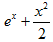 e^x + x^2/2